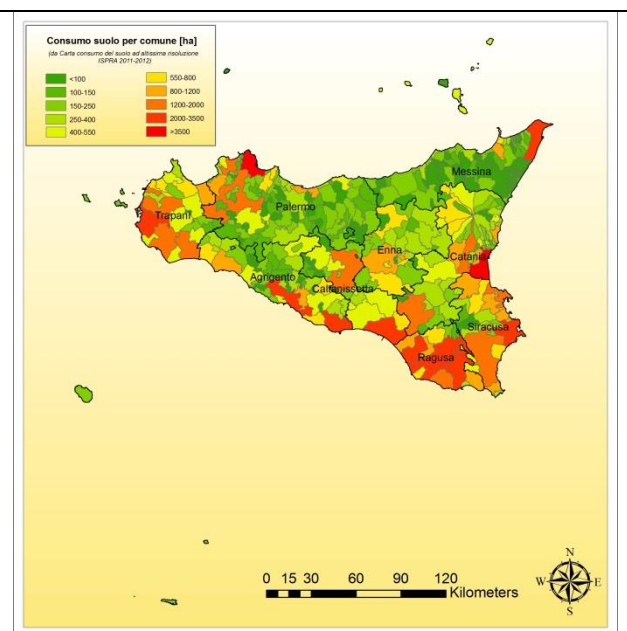 Consumo suolo per comune [ha]
(da Carta consumo del suolo ad altissima risoluzione
ISPRA 2011-2012)
<100
100-150
150-250
250-400
400-550
550-800
800-1200
1200-2000
2000-3500
>3500
Messina
Palermo
Trapani
Enna
Catania
Agrigento
Caltanissetta
Siracusa
Ragusa
0 15 30 60 90 120
Kilometers
N
W E
S